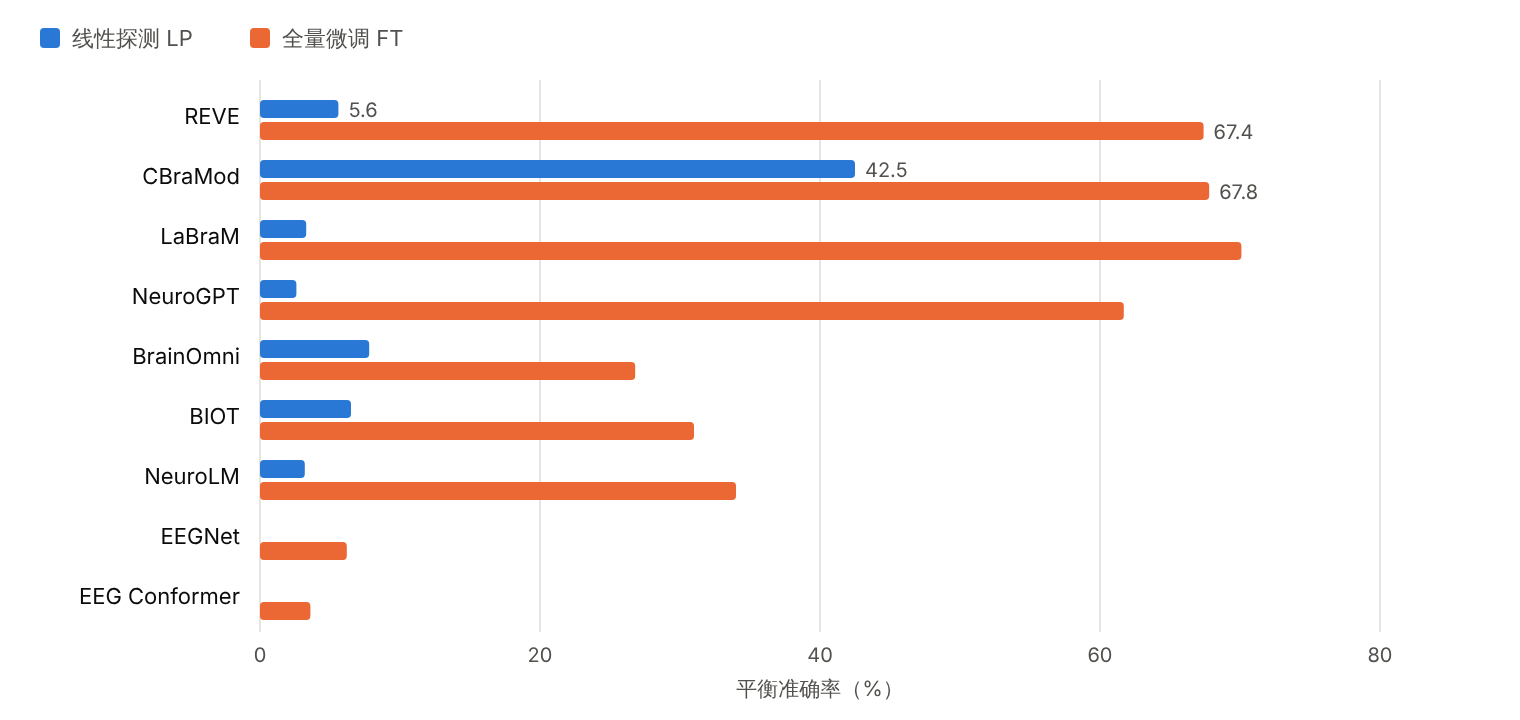 线性探测 LP
全量微调 FT
REVE
5.6
67.4
CBraMod
42.5
67.8
LaBraM
NeuroGPT
BrainOmni
BIOT
NeuroLM
EEGNet
EEG Conformer
0 20 40 60 80
平衡准确率（%）